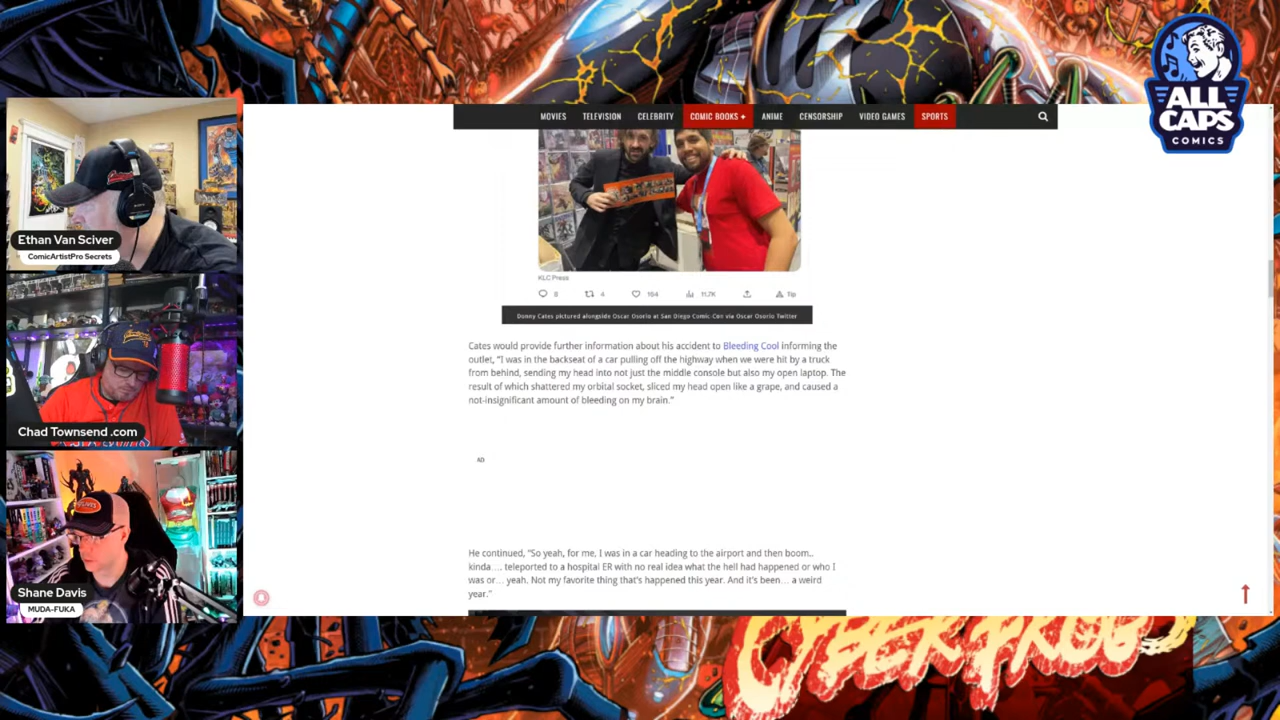 MOVIES TELEVISION CELEBRITY COMIC BOOKS + ANIME CENSORSHIP VIDEO GAMES SPORTS
ALL
CAPS
COMICS
Ethan Van Sciver
ComicArtistPro Secrets
Chad Townsend .com
Shane Davis
MUDA-FUKA
KLC Press
8 4 164 11.7K Tip
Donny Cates pictured alongside Oscar Osorio at San Diego Comic Con via Oscar Osorio Twitter
Cates would provide further information about his accident to Bleeding Cool informing the
outlet, "I was in the backseat of a car pulling off the highway when we were hit by a truck
from behind, sending my head into not just the middle console but also my open laptop. The
result of which shattered my orbital socket, sliced my head open like a grape, and caused a
not-insignificant amount of bleeding on my brain."
AD
He continued, "So yeah, for me, I was in a car heading to the airport and then boom..
kinda…. teleported to a hospital ER with no real idea what the hell had happened or who I
was or… yeah. Not my favorite thing that's happened this year. And it's been… a weird
year."
CYBERFROG